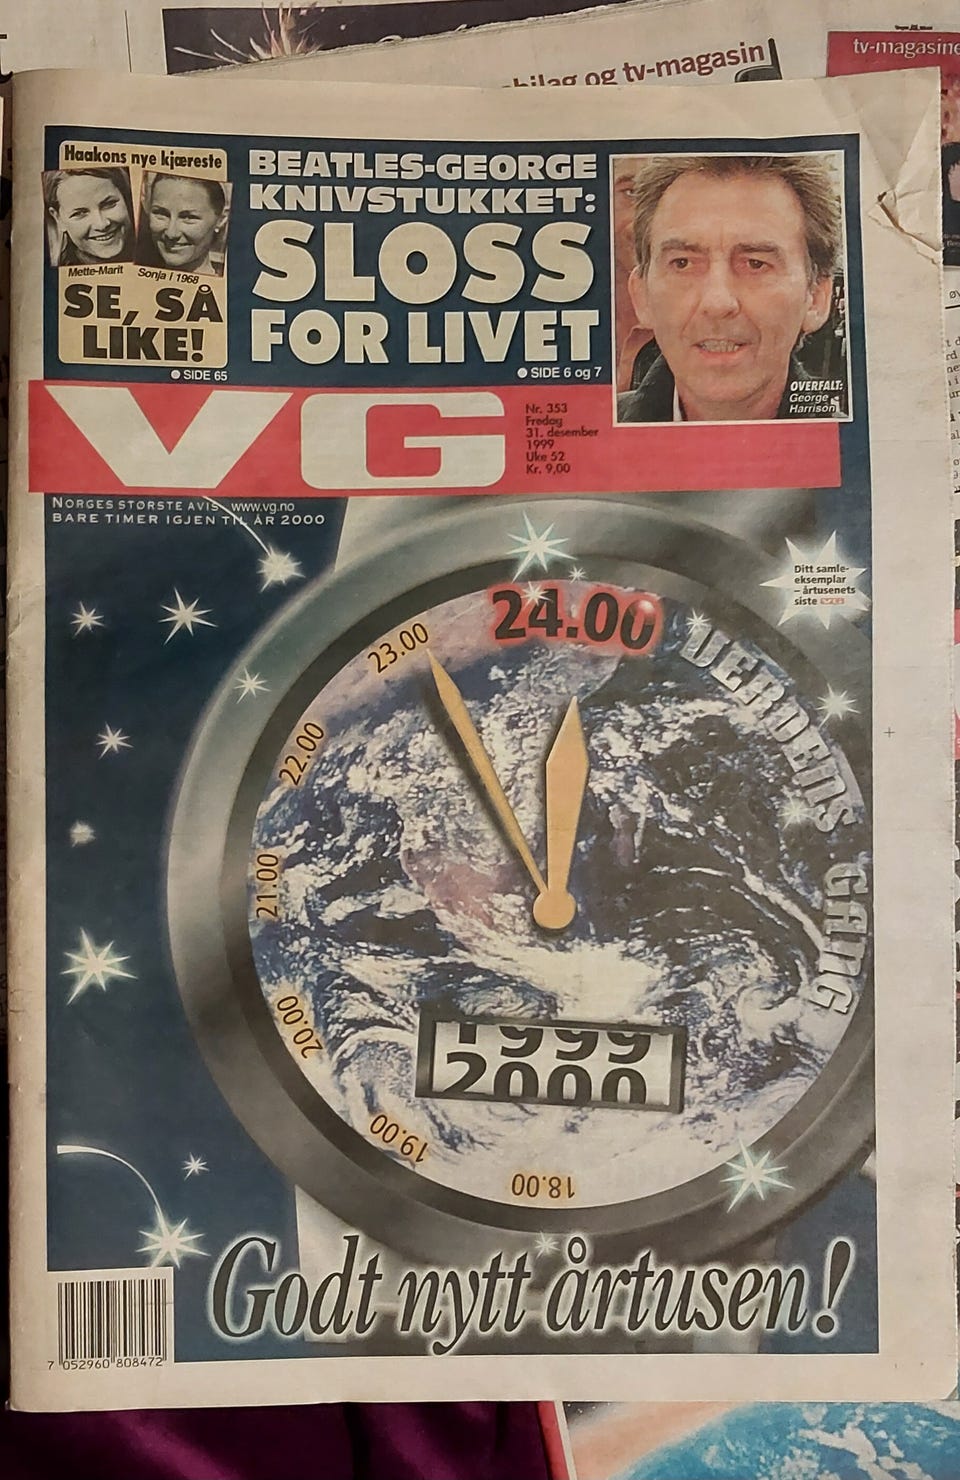 bilag og tv-magasin
tv-magasine
Haakons nye kjæreste
Mette-Marit
Sonja i 1968
SE, SÅ
LIKE!
● SIDE 65
BEATLES-GEORGE
KNIVSTUKKET:
SLOSS
FOR LIVET
● SIDE 6 og 7
OVERFALT:
George
Harrison.
VG
Nr. 353
Fredag
31. desember
1999
Uke 52
Kr. 9,00
NORGES STØRSTE AVIS www.vg.no
BARE TIMER IGJEN TIL ÅR 2000
Ditt samle-
eksemplar
– årtusenets
siste VG
24.00
23.00
22.00
21.00
20.00
19.00
18.00
VERDENS GANG
1999
2000
Godt nytt årtusen!
7 052960 808472